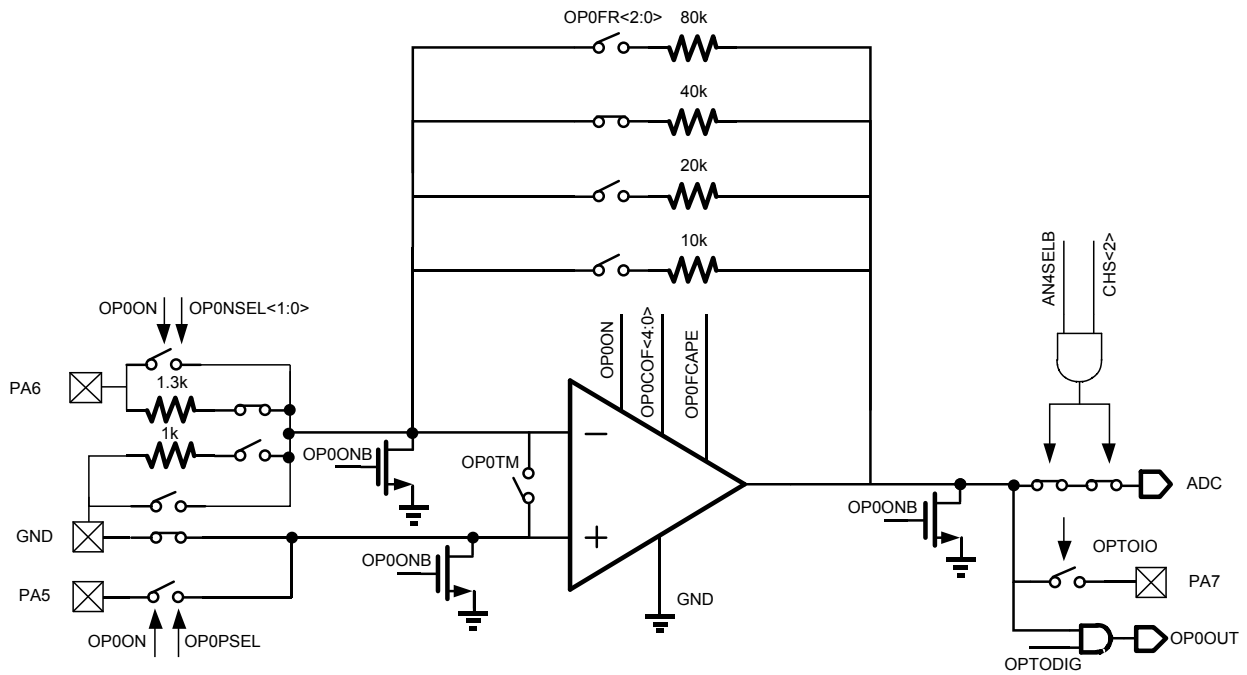 OP0FR<2:0>
80k
40k
20k
10k
AN4SELB
CHS<2>
OP0ON
OP0NSEL<1:0>
OP0ON
OP0COF<4:0>
OP0FCAPE
PA6
1.3k
1k
OP0ONB
OP0TM
−
+
GND
OP0ONB
OP0ONB
ADC
OPTOIO
PA5
PA7
GND
OP0ON
OP0PSEL
OP0OUT
OPTODIG